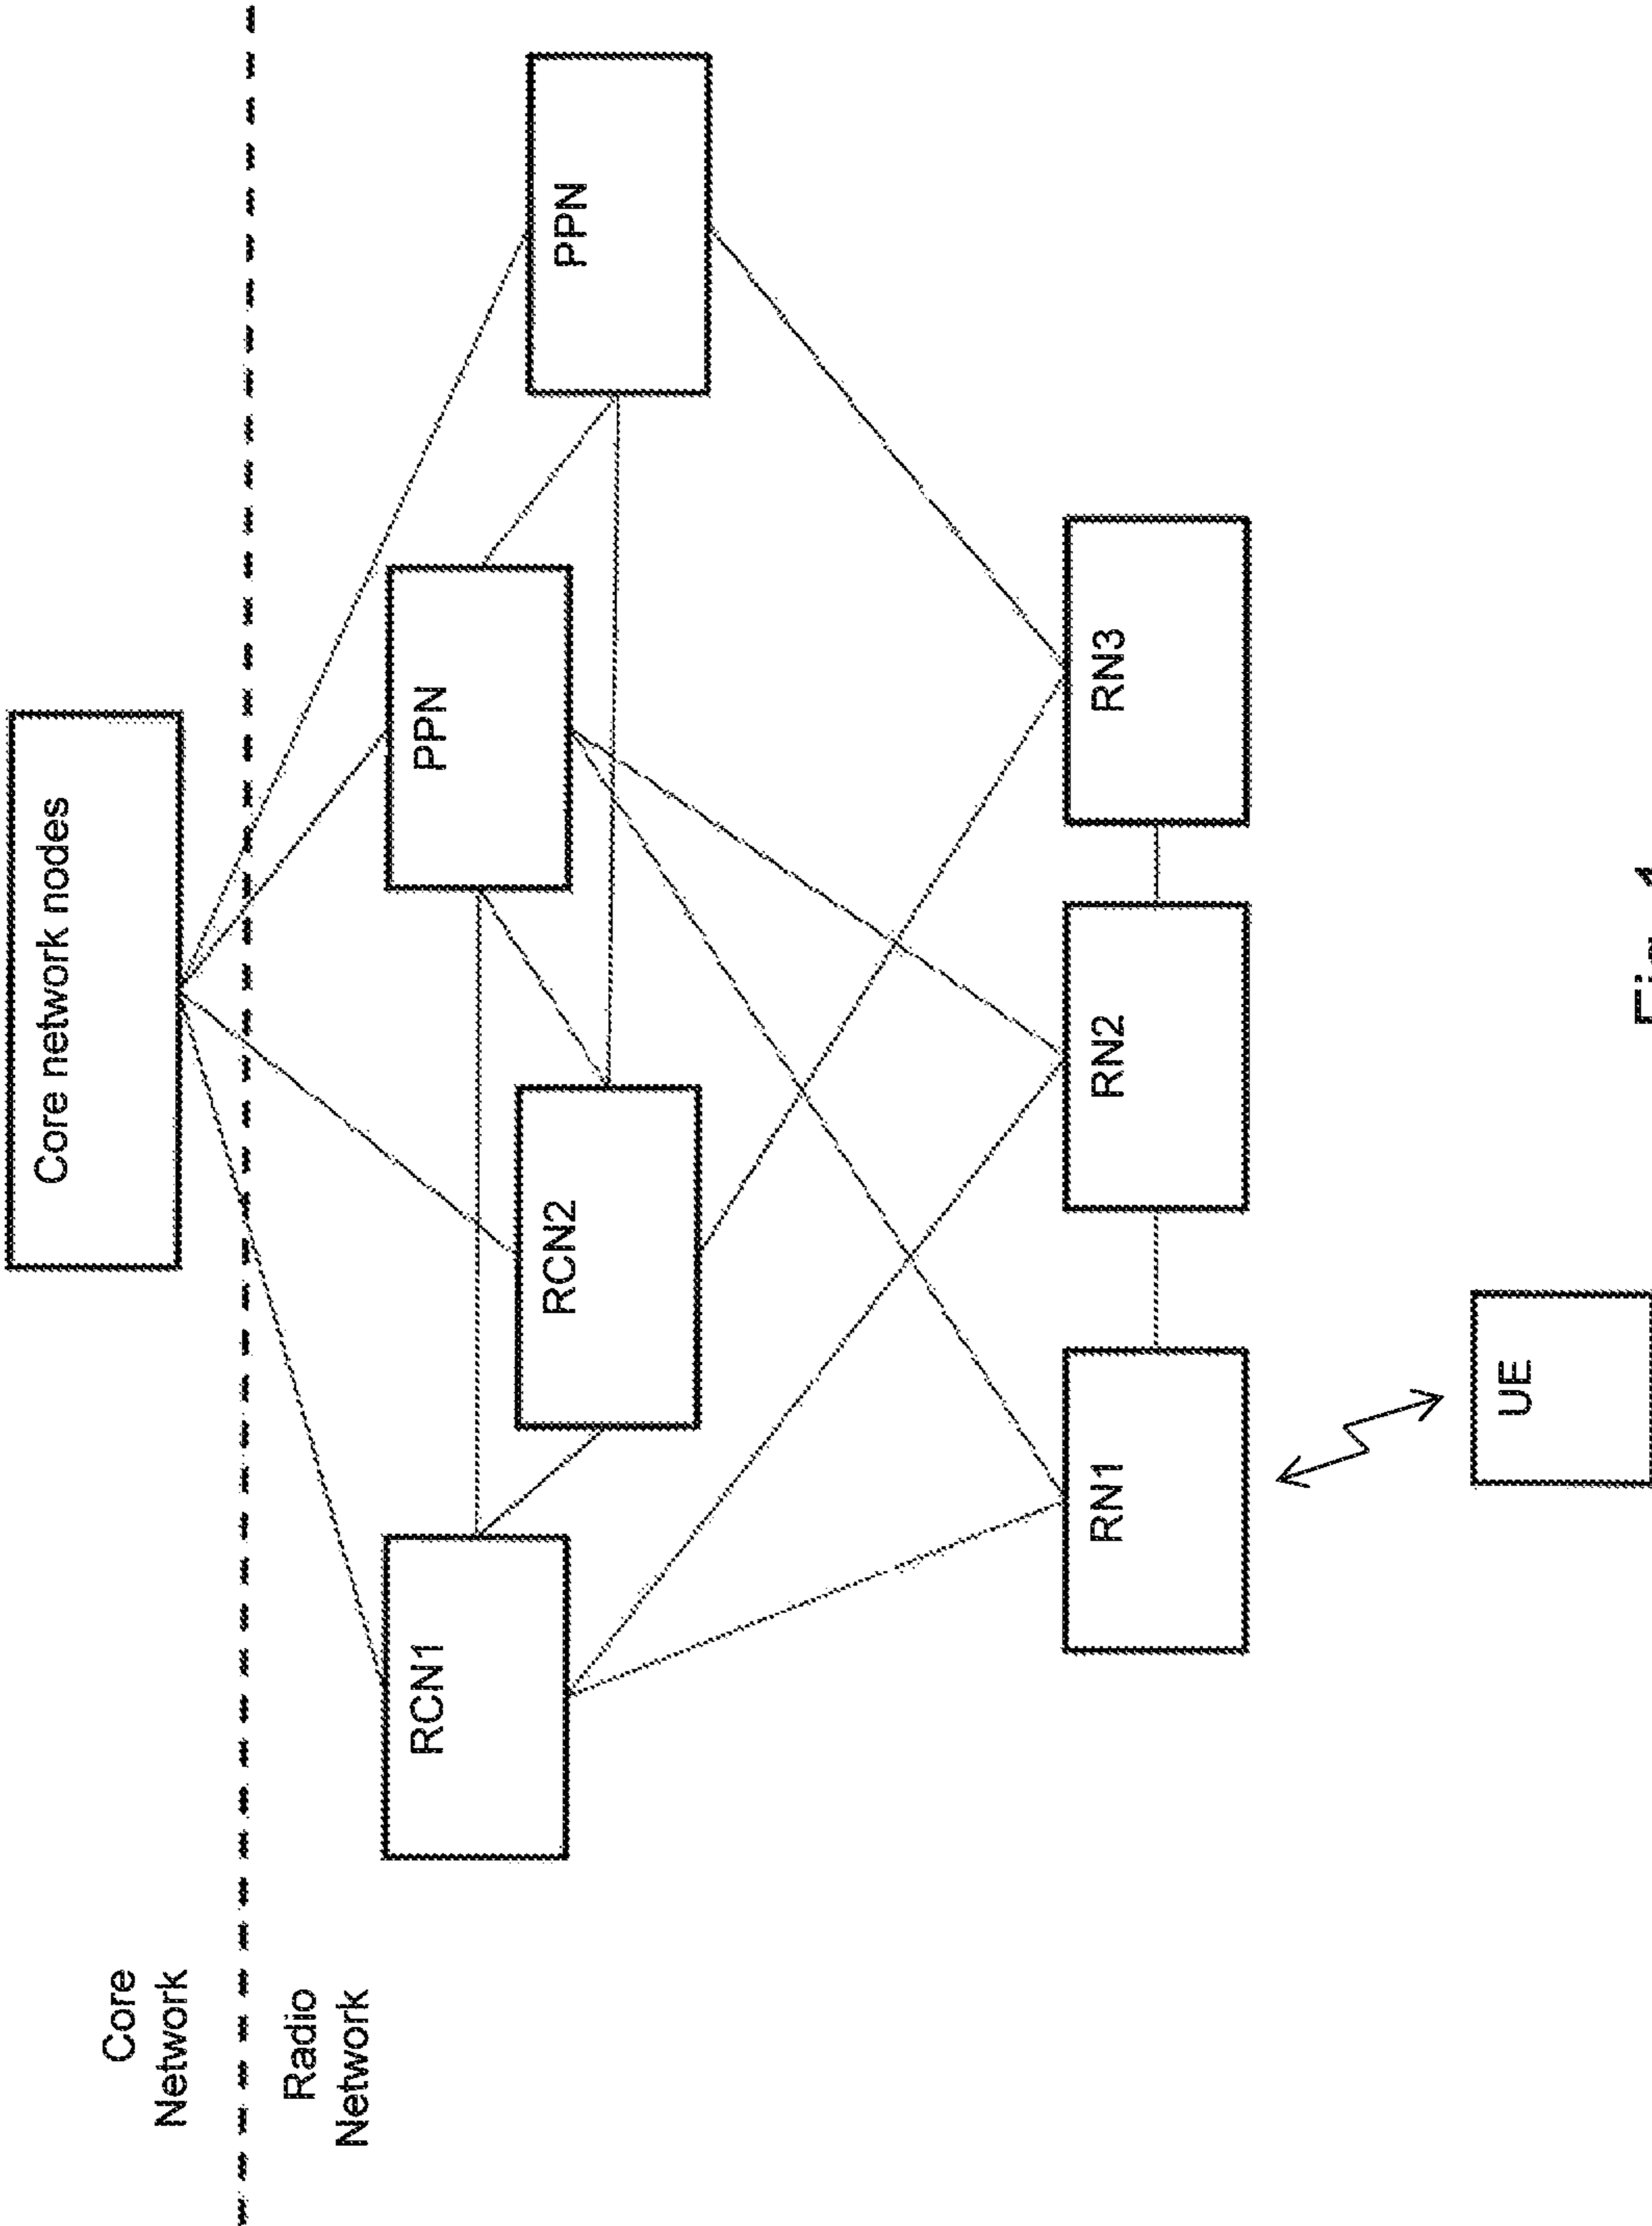 Core network nodes
Core
Network
Radio
Network
RCN1
RCN2
PPN
PPN
RN1
RN2
RN3
UE